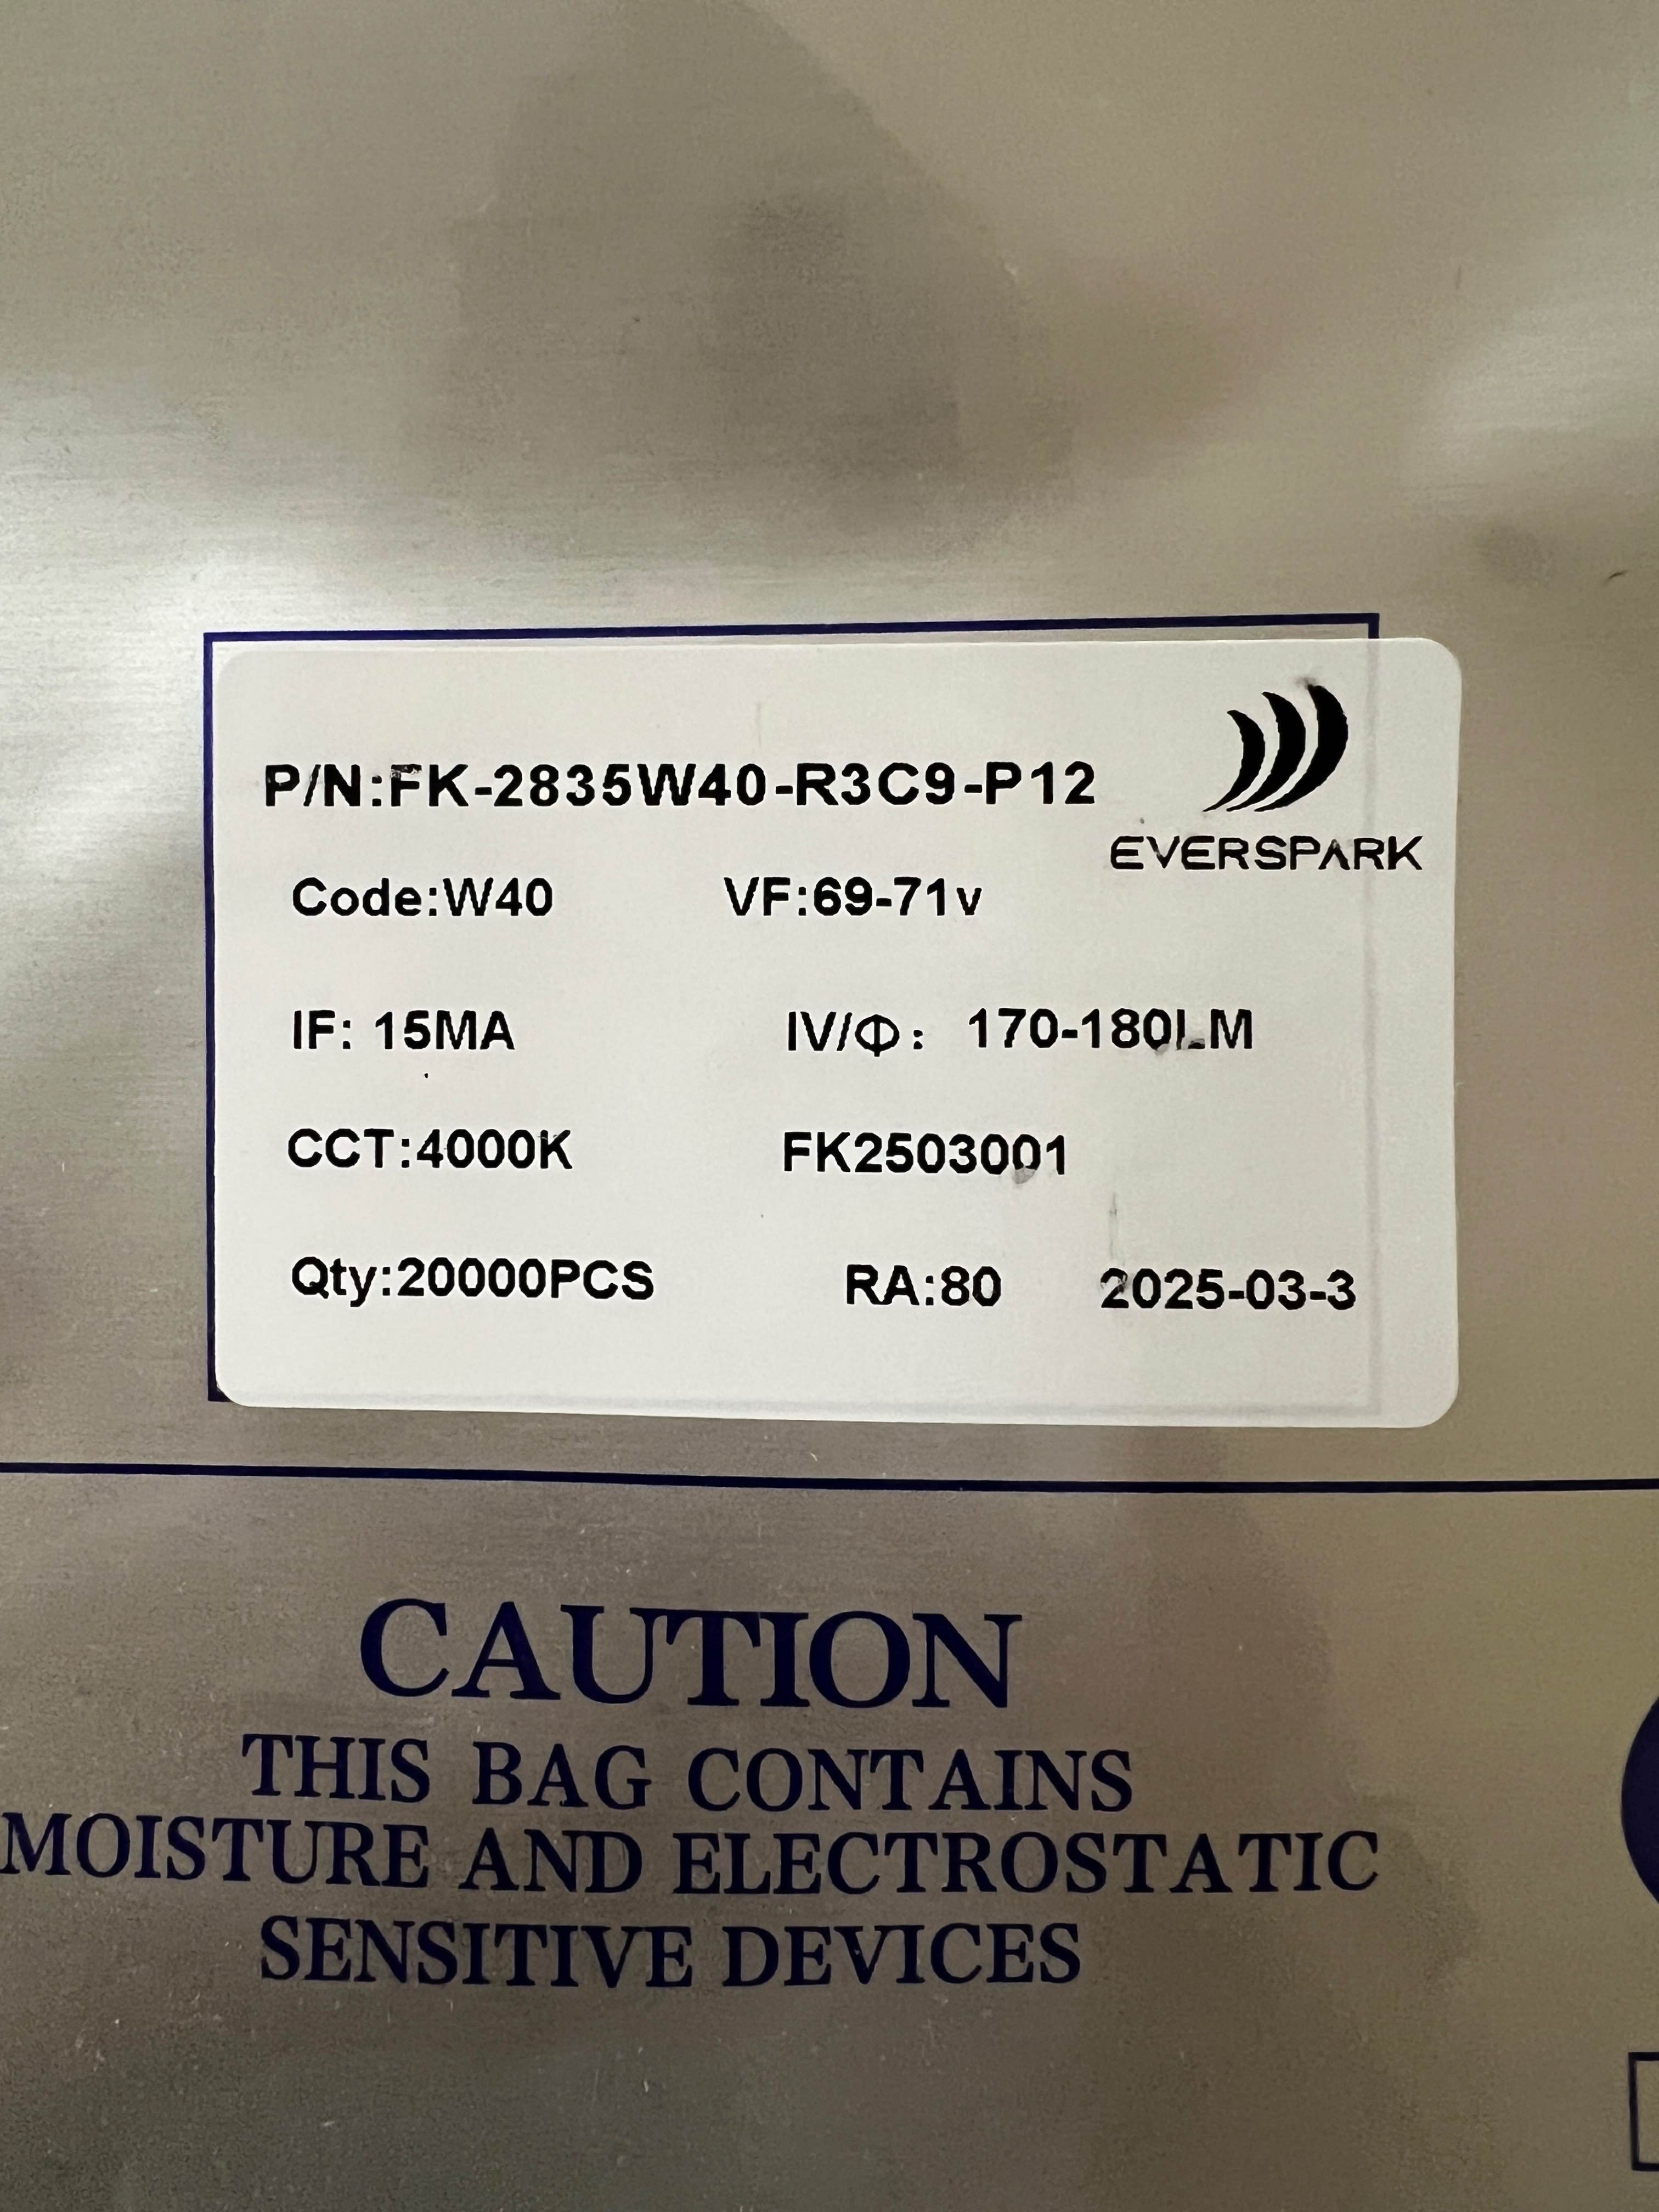 P/N:FK-2835W40-R3C9-P12
EVERSPARK
Code:W40 VF:69-71v
IF: 15MA IV/Φ: 170-180LM
CCT:4000K FK2503001
Qty:20000PCS RA:80 2025-03-3
CAUTION
THIS BAG CONTAINS
MOISTURE AND ELECTROSTATIC
SENSITIVE DEVICES